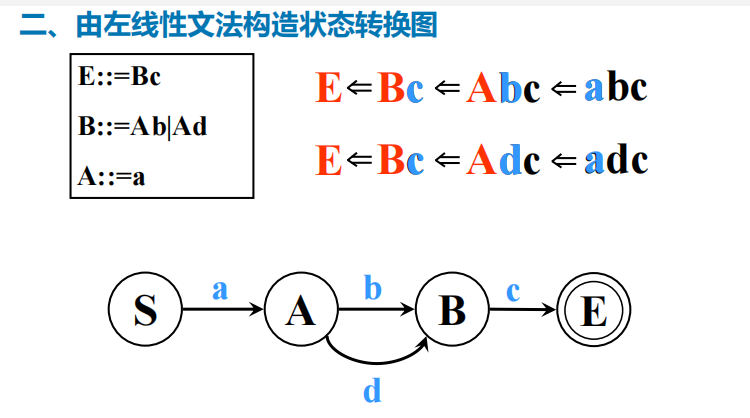 二、由左线性文法构造状态转换图
E::=Bc
B::=Ab|Ad
A::=a
E⇐Bc⇐Abc⇐abc
E⇐Bc⇐Adc⇐adc
S a A b B c E
d